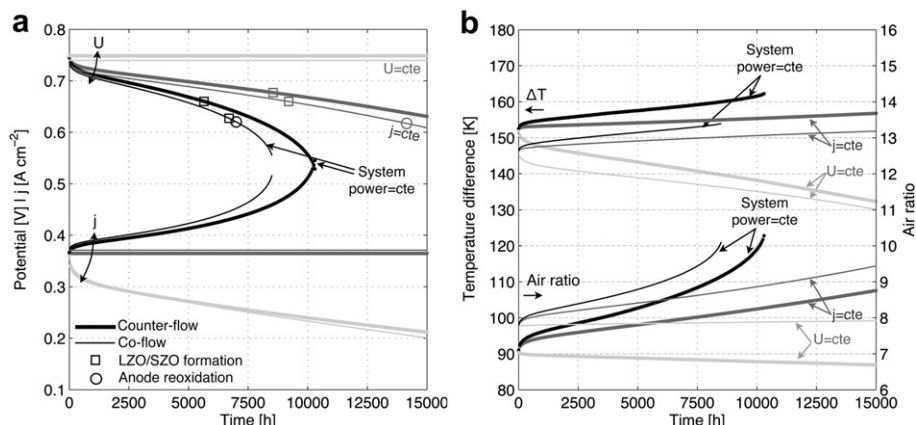 a
0.8
0.7
0.6
0.5
0.4
0.3
0.2
0.1
Potential [V] I j [A cm⁻²]
U
U=cte
j=cte
System
power=cte
j
Counter-flow
Co-flow
LZO/SZO formation
Anode reoxidation
0 2500 5000 7500 10000 12500 15000
Time [h]
b
190
180
170
160
150
140
130
120
110
100
90
80
Temperature difference [K]
System
power=cte
ΔT
j=cte
U=cte
System
power=cte
Air ratio
j=cte
U=cte
16
15
14
13
12
11
10
9
8
7
6
Air ratio
0 2500 5000 7500 10000 12500 15000
Time [h]